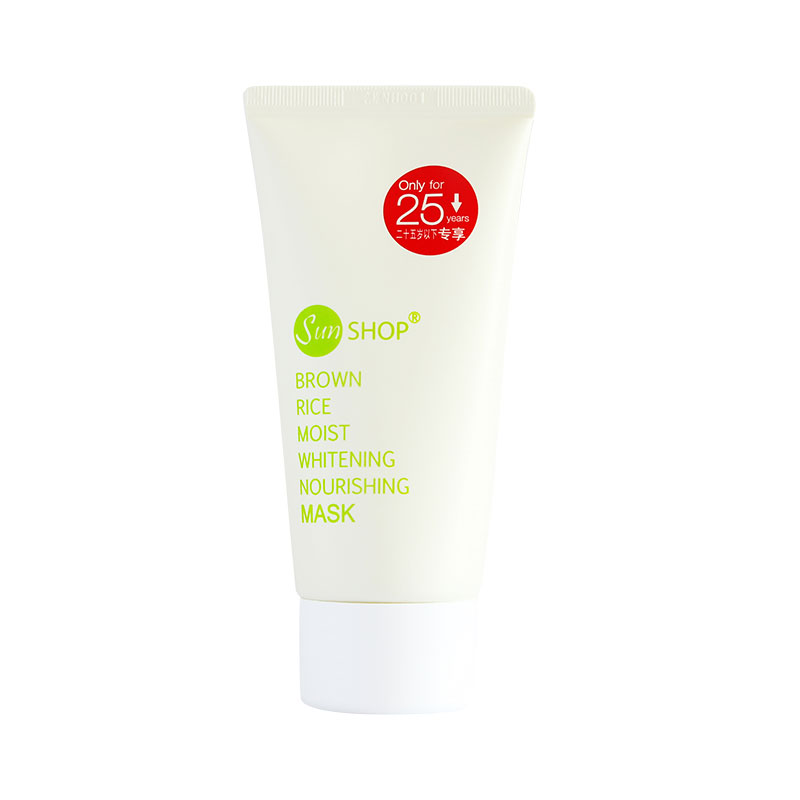 Only for
25
years
二十五岁以下专享
Sun SHOP®
BROWN
RICE
MOIST
WHITENING
NOURISHING
MASK